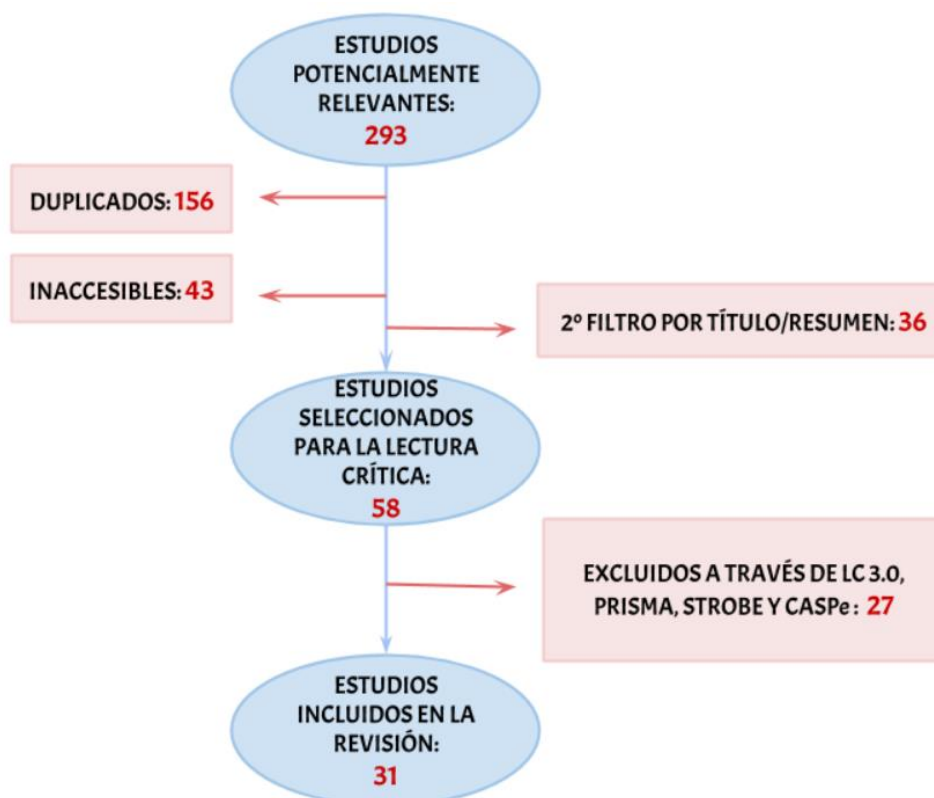 ESTUDIOS
POTENCIALMENTE
RELEVANTES:
293
DUPLICADOS: 156
INACCESIBLES: 43
2º FILTRO POR TÍTULO/RESUMEN: 36
ESTUDIOS
SELECCIONADOS
PARA LA LECTURA
CRÍTICA:
58
EXCLUIDOS A TRAVÉS DE LC 3.0,
PRISMA, STROBE Y CASPe : 27
ESTUDIOS
INCLUIDOS EN LA
REVISIÓN:
31